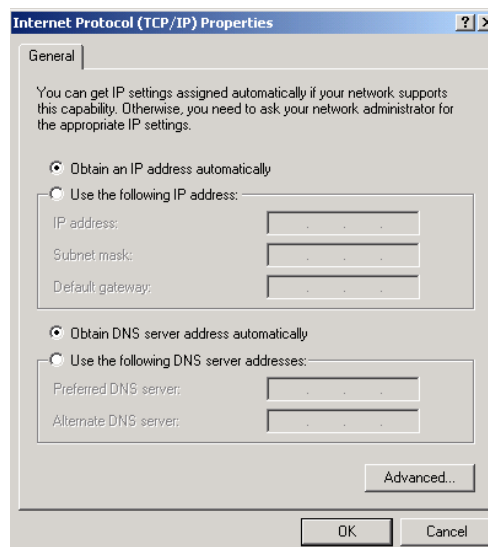 Internet Protocol (TCP/IP) Properties
General
You can get IP settings assigned automatically if your network supports
this capability. Otherwise, you need to ask your network administrator for
the appropriate IP settings.
Obtain an IP address automatically
Use the following IP address:
IP address:
Subnet mask:
Default gateway:
Obtain DNS server address automatically
Use the following DNS server addresses:
Preferred DNS server:
Alternate DNS server:
Advanced...
OK
Cancel